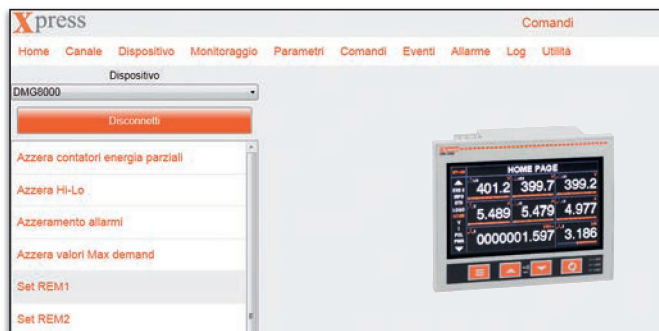 Xpress
Comandi
Home Canale Dispositivo Monitoraggio Parametri Comandi Eventi Allarme Log Utilità
Dispositivo
DMG8000
Disconnetti
Azzera contatori energia parziali
Azzera Hi-Lo
Azzeramento allarmi
Azzera valori Max demand
Set REM1
Set REM2
HOME PAGE
401.2 399.7 399.2
5.489 5.479 4.977
0000001.597 3.186